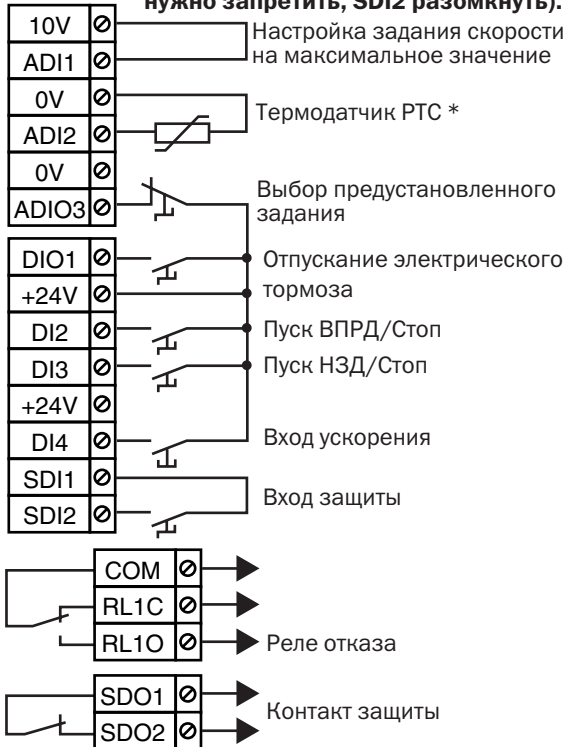 нужно запретить, SDI2 разомкнуть).
10V
Настройка задания скорости
ADI1
на максимальное значение
0V
Термодатчик PTC *
ADI2
0V
Выбор предустановленного
ADIO3
задания
DIO1
Отпускание электрического
+24V
тормоза
DI2
Пуск ВПРД/Стоп
DI3
Пуск НЗД/Стоп
+24V
DI4
Вход ускорения
SDI1
Вход защиты
SDI2
COM
RL1C
RL1O
Реле отказа
SDO1
Контакт защиты
SDO2